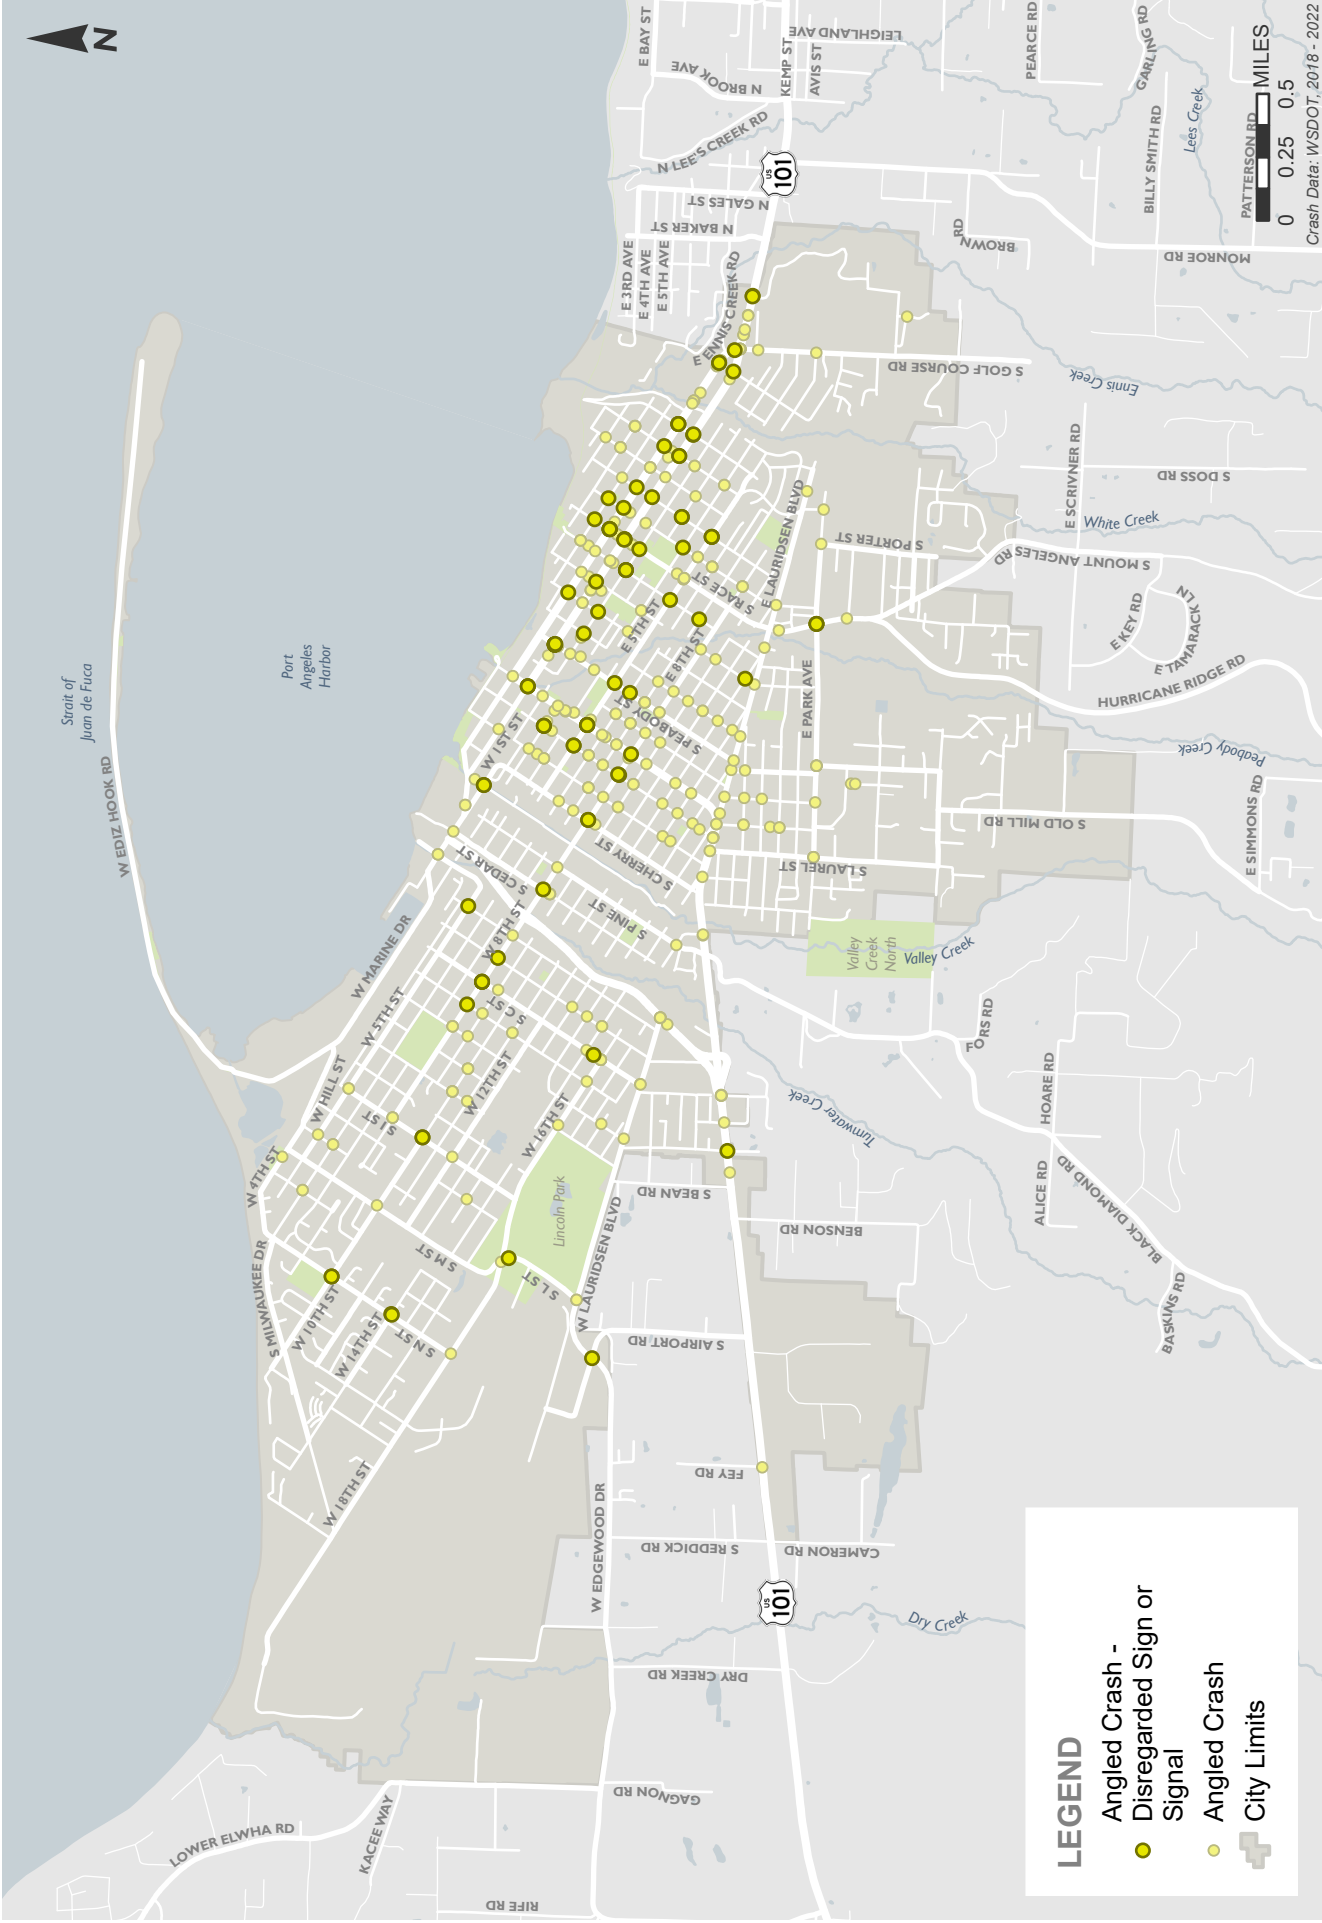 N
Strait of
Juan de Fuca
Port
Angeles
Harbor
W EDIZ HOOK RD
W MARINE DR
W HILL ST
W 4TH ST
S MILWAUKEE DR
W 5TH ST
W 8TH ST
W 10TH ST
W 12TH ST
W 14TH ST
W 16TH ST
W 18TH ST
W 1ST ST
S I ST
S C ST
S M ST
S N ST
S L ST
S CEDAR ST
S CHERRY ST
S PINE ST
S PEABODY ST
S RACE ST
E 5TH ST
E 8TH ST
E LAURIDSEN BLVD
W LAURIDSEN BLVD
E PARK AVE
S PORTER ST
S LAUREL ST
Lincoln Park
Valley
Creek
North
Valley Creek
Tumwater Creek
E BAY ST
N BROOK AVE
KEMP ST
AVIS ST
LEIGHLAND AVE
PEARCE RD
GARLING RD
N LEE'S CREEK RD
N GALES ST
N BAKER ST
E 3RD AVE
E 4TH AVE
E 5TH AVE
E ENNIS CREEK RD
US
101
BROWN
RD
BILLY SMITH RD
Lees Creek
PATTERSON RD
MONROE RD
S GOLF COURSE RD
Ennis Creek
E SCRIVNER RD
S DOSS RD
White Creek
S MOUNT ANGELES RD
E KEY RD
E TAMARACK
LN
HURRICANE RIDGE RD
Peabody Creek
S OLD MILL RD
E SIMMONS RD
FORS RD
HOARE RD
ALICE RD
BLACK DIAMOND RD
BASKINS RD
S BEAN RD
BENSON RD
S AIRPORT RD
FEY RD
S REDDICK RD
CAMERON RD
W EDGEWOOD DR
US
101
Dry Creek
DRY CREEK RD
GAGNON RD
LOWER ELWHA RD
KACEE WAY
RIFE RD
LEGEND
Angled Crash -
Disregarded Sign or
Signal
Angled Crash
City Limits
0 0.25 0.5
MILES
Crash Data: WSDOT, 2018 - 2022